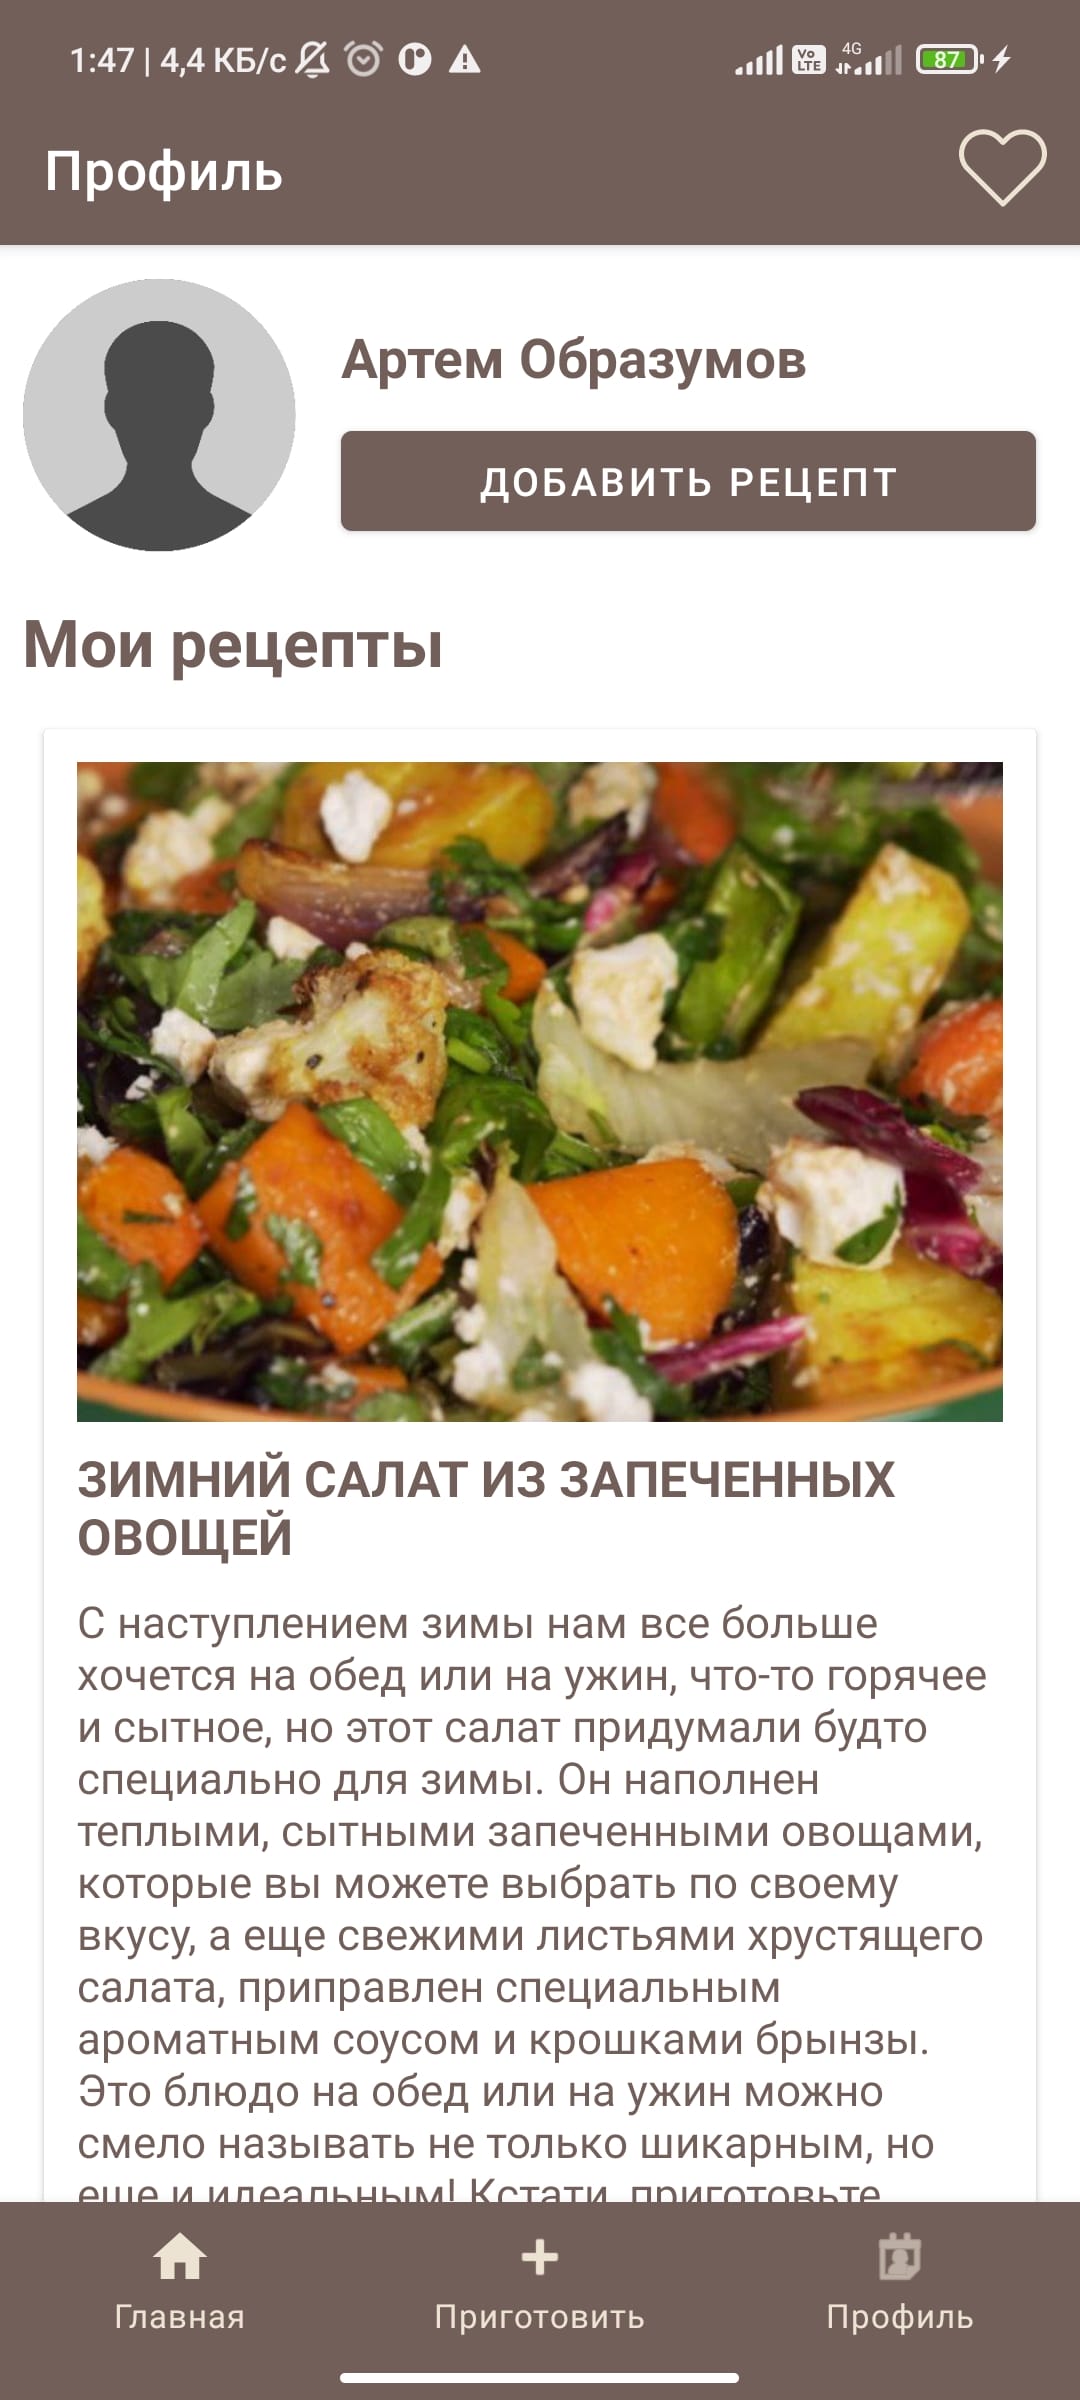 1:47 | 4,4 КБ/с
Vo LTE
4G
87
Профиль
Артем Образумов
ДОБАВИТЬ РЕЦЕПТ
Мои рецепты
ЗИМНИЙ САЛАТ ИЗ ЗАПЕЧЕННЫХ
ОВОЩЕЙ
С наступлением зимы нам все больше
хочется на обед или на ужин, что-то горячее
и сытное, но этот салат придумали будто
специально для зимы. Он наполнен
теплыми, сытными запеченными овощами,
которые вы можете выбрать по своему
вкусу, а еще свежими листьями хрустящего
салата, приправлен специальным
ароматным соусом и крошками брынзы.
Это блюдо на обед или на ужин можно
смело называть не только шикарным, но
еще и идеальным! Кстати, приготовьте
Главная
Приготовить
Профиль